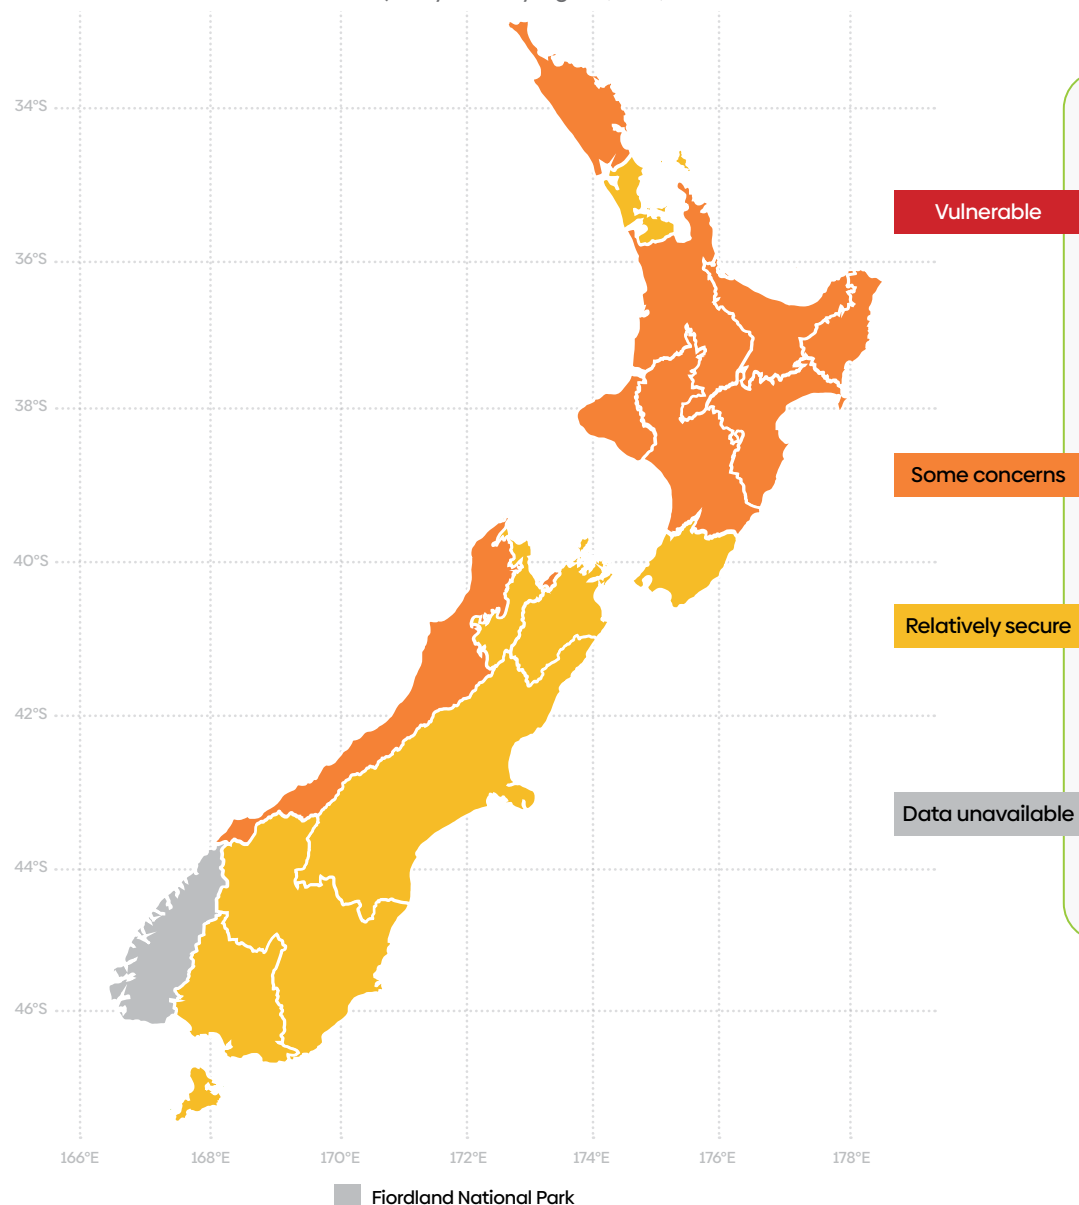 34°S
Vulnerable
36°S
38°S
Some concerns
40°S
Relatively secure
42°S
Data unavailable
44°S
46°S
166°E 168°E 170°E 172°E 174°E 176°E 178°E
Fiordland National Park